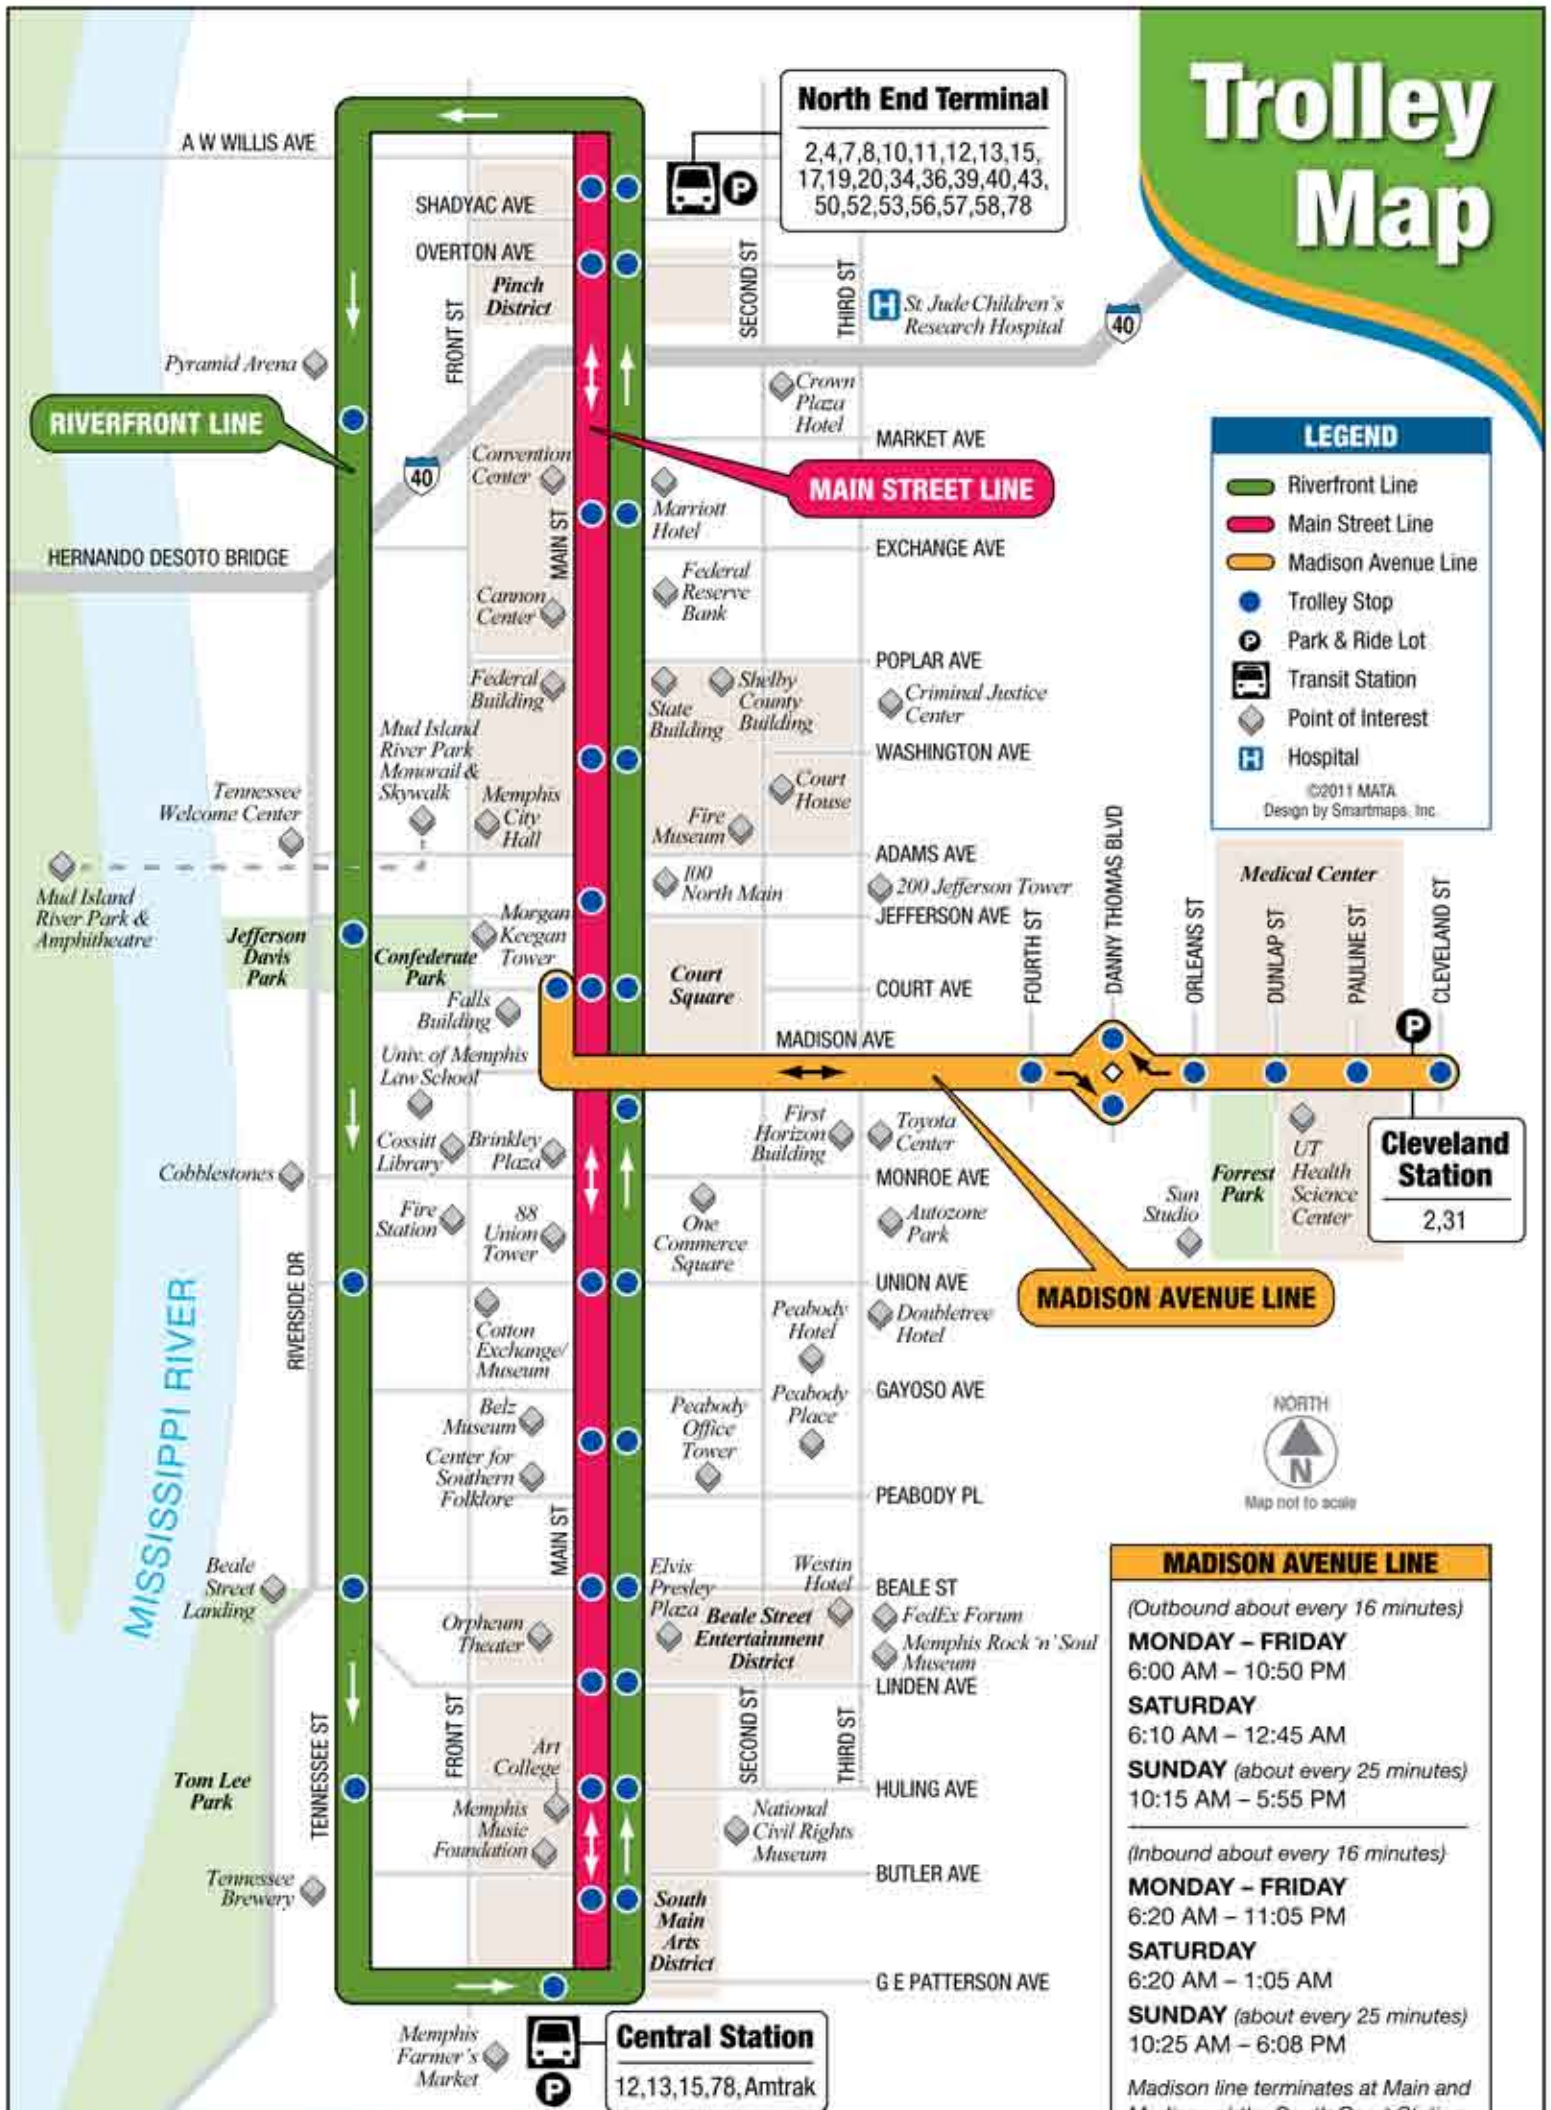 Trolley
Map
North End Terminal
2,4,7,8,10,11,12,13,15,
17,19,20,34,36,39,40,43,
50,52,53,56,57,58,78
P
A W WILLIS AVE
SHADYAC AVE
OVERTON AVE
Pinch
District
FRONT ST
SECOND ST
THIRD ST
H
St Jude Children's
Research Hospital
40
Pyramid Arena
RIVERFRONT LINE
Crown
Plaza
Hotel
MARKET AVE
40
Convention
Center
MAIN STREET LINE
Marriott
Hotel
MAIN ST
HERNANDO DESOTO BRIDGE
EXCHANGE AVE
Cannon
Center
Federal
Reserve
Bank
LEGEND
Riverfront Line
Main Street Line
Madison Avenue Line
Trolley Stop
P
Park & Ride Lot
Transit Station
Point of Interest
H
Hospital
©2011 MATA
Design by Smartmaps, Inc.
POPLAR AVE
Federal
Building
State
Building
Shelby
County
Building
Criminal Justice
Center
Mud Island
River Park
Monorail &
Skywalk
WASHINGTON AVE
Tennessee
Welcome Center
Memphis
City
Hall
Fire
Museum
Court
House
ADAMS AVE
Mud Island
River Park &
Amphitheatre
100
North Main
200 Jefferson Tower
JEFFERSON AVE
Jefferson
Davis
Park
Confederate
Park
Morgan
Keegan
Tower
Court
Square
COURT AVE
FOURTH ST
DANNY THOMAS BLVD
ORLEANS ST
Medical Center
DUNLAP ST
PAULINE ST
CLEVELAND ST
P
Falls
Building
MADISON AVE
Univ. of Memphis
Law School
First
Horizon
Building
Toyota
Center
Cossitt
Library
Brinkley
Plaza
Cobblestones
MONROE AVE
Fire
Station
88
Union
Tower
One
Commerce
Square
Autozone
Park
Sun
Studio
Forrest
Park
UT
Health
Science
Center
Cleveland
Station
2,31
UNION AVE
MADISON AVENUE LINE
RIVERSIDE DR
MISSISSIPPI RIVER
Cotton
Exchange/
Museum
Peabody
Hotel
Doubletree
Hotel
GAYOSO AVE
Belz
Museum
Peabody
Office
Tower
Peabody
Place
Center for
Southern
Folklore
PEABODY PL
NORTH
N
Map not to scale
MAIN ST
Beale
Street
Landing
Elvis
Presley
Plaza
Westin
Hotel
BEALE ST
Orpheum
Theater
Beale Street
Entertainment
District
FedEx Forum
Memphis Rock 'n' Soul
Museum
LINDEN AVE
TENNESSEE ST
FRONT ST
SECOND ST
THIRD ST
Art
College
Tom Lee
Park
HULING AVE
Memphis
Music
Foundation
National
Civil Rights
Museum
BUTLER AVE
Tennessee
Brewery
South
Main
Arts
District
G E PATTERSON AVE
Memphis
Farmer's
Market
P
Central Station
12,13,15,78,Amtrak
MADISON AVENUE LINE
(Outbound about every 16 minutes)
MONDAY – FRIDAY
6:00 AM – 10:50 PM
SATURDAY
6:10 AM – 12:45 AM
SUNDAY (about every 25 minutes)
10:15 AM – 5:55 PM
(Inbound about every 16 minutes)
MONDAY – FRIDAY
6:20 AM – 11:05 PM
SATURDAY
6:20 AM – 1:05 AM
SUNDAY (about every 25 minutes)
10:25 AM – 6:08 PM
Madison line terminates at Main and